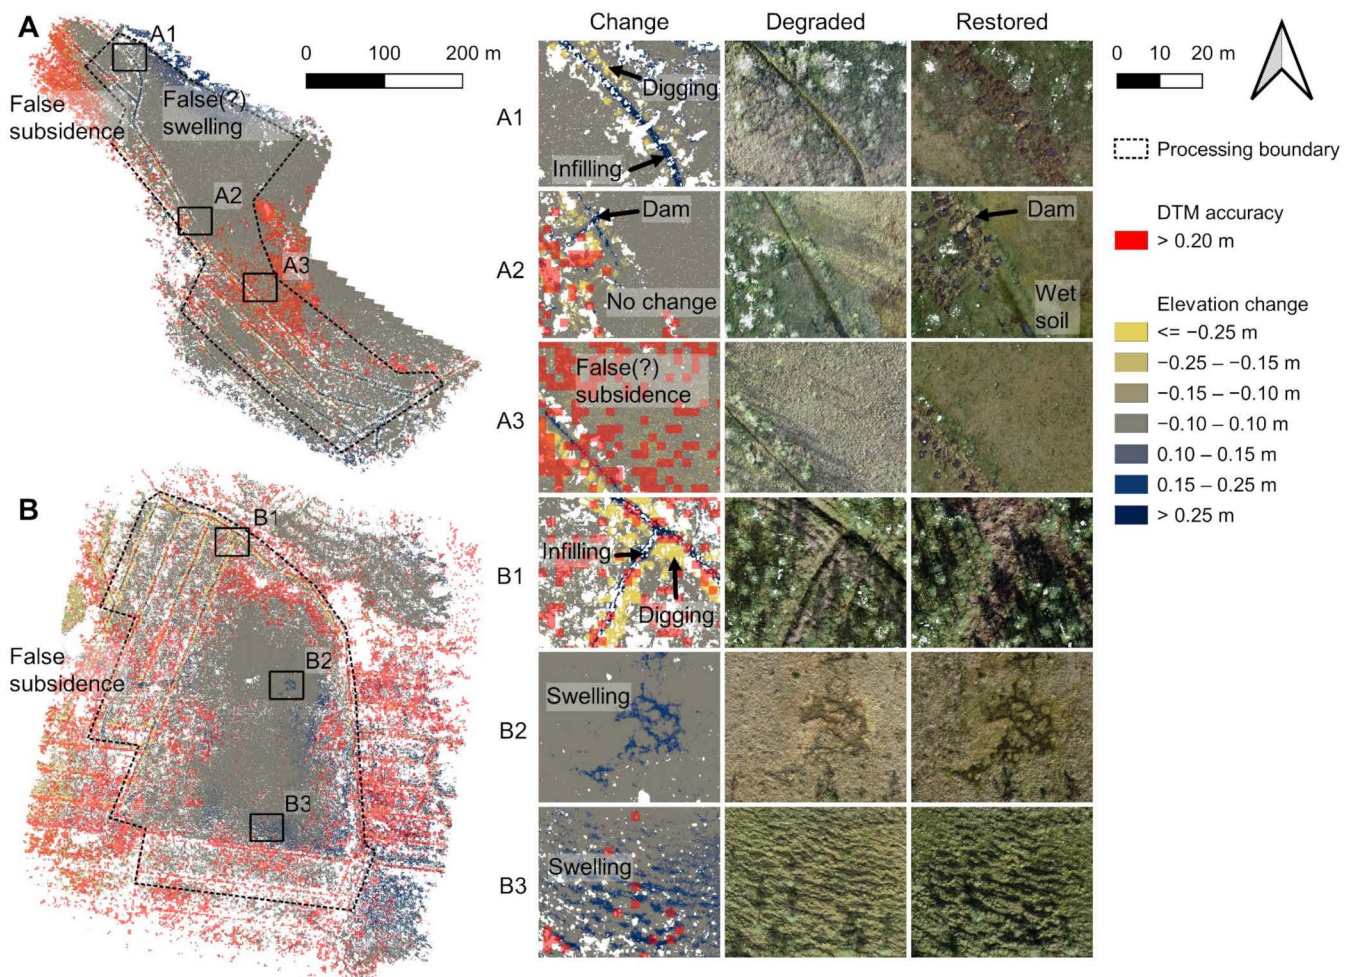 A
A1
0 100 200 m
False
subsidence
False(?)
swelling
A2
A3
B
B1
False
subsidence
B2
B3
Change Degraded Restored
A1
Digging
Infilling
A2
Dam
No change
Dam
Wet
soil
A3
False(?)
subsidence
B1
Infilling
Digging
B2
Swelling
B3
Swelling
0 10 20 m
Processing boundary
DTM accuracy
> 0.20 m
Elevation change
<= −0.25 m
−0.25 – −0.15 m
−0.15 – −0.10 m
−0.10 – 0.10 m
0.10 – 0.15 m
0.15 – 0.25 m
> 0.25 m